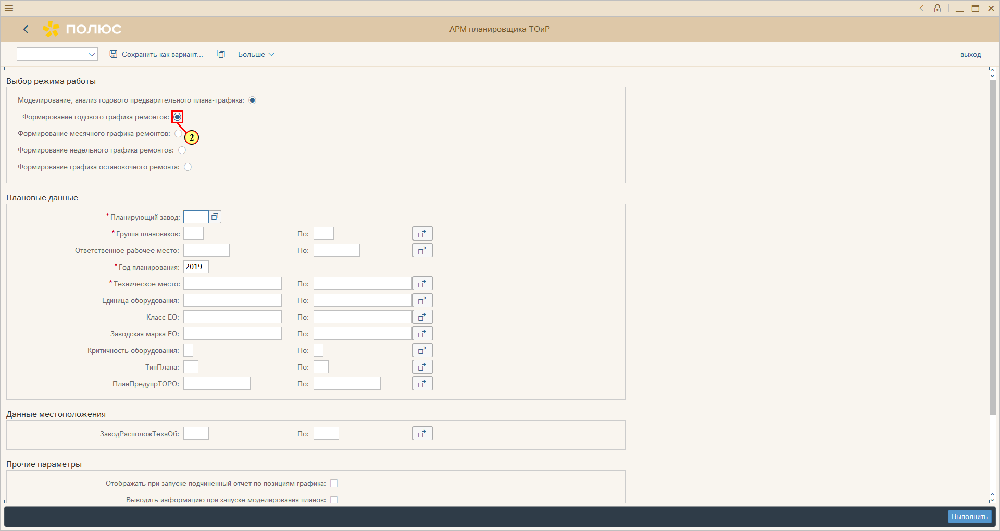 ПОЛЮС
АРМ планировщика ТОиР
Сохранить как вариант...
Больше
выход
Выбор режима работы
Моделирование, анализ годового предварительного плана-графика:
Формирование годового графика ремонтов:
Формирование месячного графика ремонтов:
2
Формирование недельного графика ремонтов:
Формирование графика остановочного ремонта:
Плановые данные
*Планирующий завод:
*Группа плановиков: По:
Ответственное рабочее место: По:
*Год планирования: 2019
*Техническое место: По:
Единица оборудования: По:
Класс ЕО: По:
Заводская марка ЕО: По:
Критичность оборудования: По:
ТипПлана: По:
ПланПредупрТОРО: По:
Данные местоположения
ЗаводРасположТехнОб: По:
Прочие параметры
Отображать при запуске подчиненный отчет по позициям графика:
Выводить информацию при запуске моделирования планов:
Выполнить